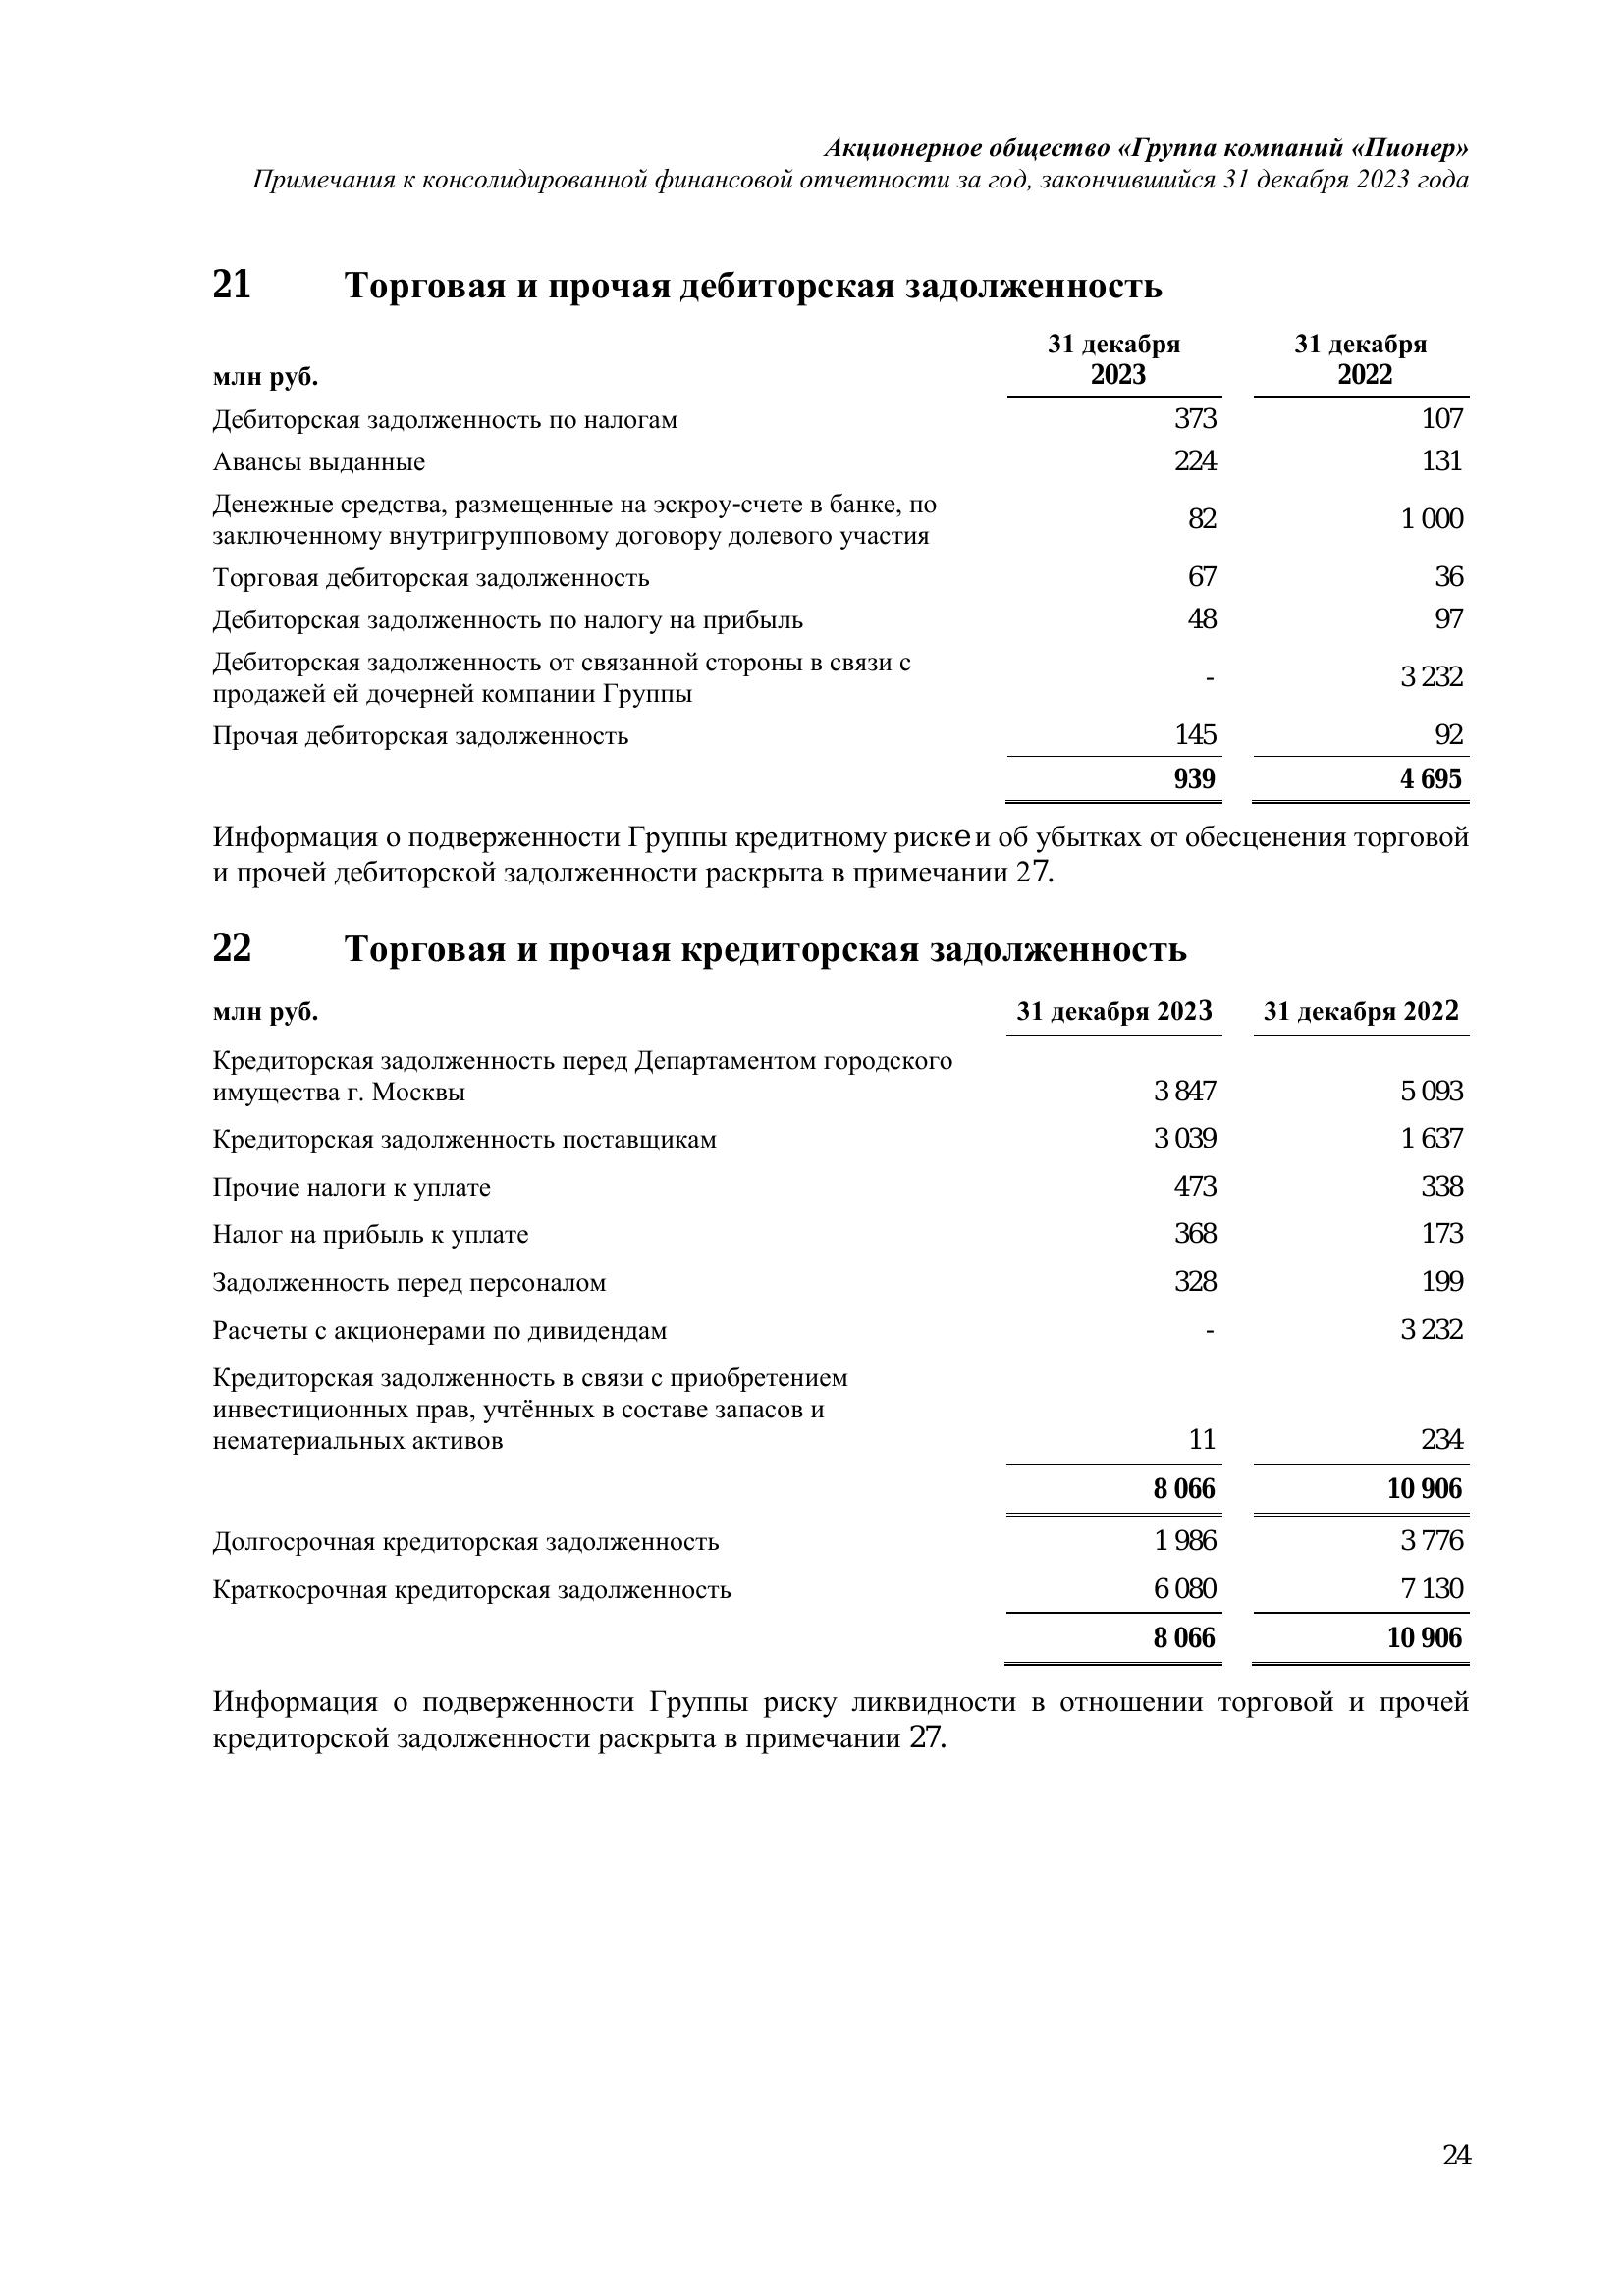 Акционерное общество «Группа компаний «Пионер»
Примечания к консолидированной финансовой отчетности за год, закончившийся 31 декабря 2023 года
21 Торговая и прочая дебиторская задолженность
млн руб. 31 декабря 2023 31 декабря 2022
Дебиторская задолженность по налогам 373 107
Авансы выданные 224 131
Денежные средства, размещенные на эскроу-счете в банке, по
заключенному внутригрупповому договору долевого участия 82 1 000
Торговая дебиторская задолженность 67 36
Дебиторская задолженность по налогу на прибыль 48 97
Дебиторская задолженность от связанной стороны в связи с
продажей ей дочерней компании Группы - 3 232
Прочая дебиторская задолженность 145 92
939 4 695
Информация о подверженности Группы кредитному рискe и об убытках от обесценения торговой
и прочей дебиторской задолженности раскрыта в примечании 27.
22 Торговая и прочая кредиторская задолженность
млн руб. 31 декабря 2023 31 декабря 2022
Кредиторская задолженность перед Департаментом городского
имущества г. Москвы 3 847 5 093
Кредиторская задолженность поставщикам 3 039 1 637
Прочие налоги к уплате 473 338
Налог на прибыль к уплате 368 173
Задолженность перед персоналом 328 199
Расчеты с акционерами по дивидендам - 3 232
Кредиторская задолженность в связи с приобретением
инвестиционных прав, учтённых в составе запасов и
нематериальных активов 11 234
8 066 10 906
Долгосрочная кредиторская задолженность 1 986 3 776
Краткосрочная кредиторская задолженность 6 080 7 130
8 066 10 906
Информация о подверженности Группы риску ликвидности в отношении торговой и прочей
кредиторской задолженности раскрыта в примечании 27.
24